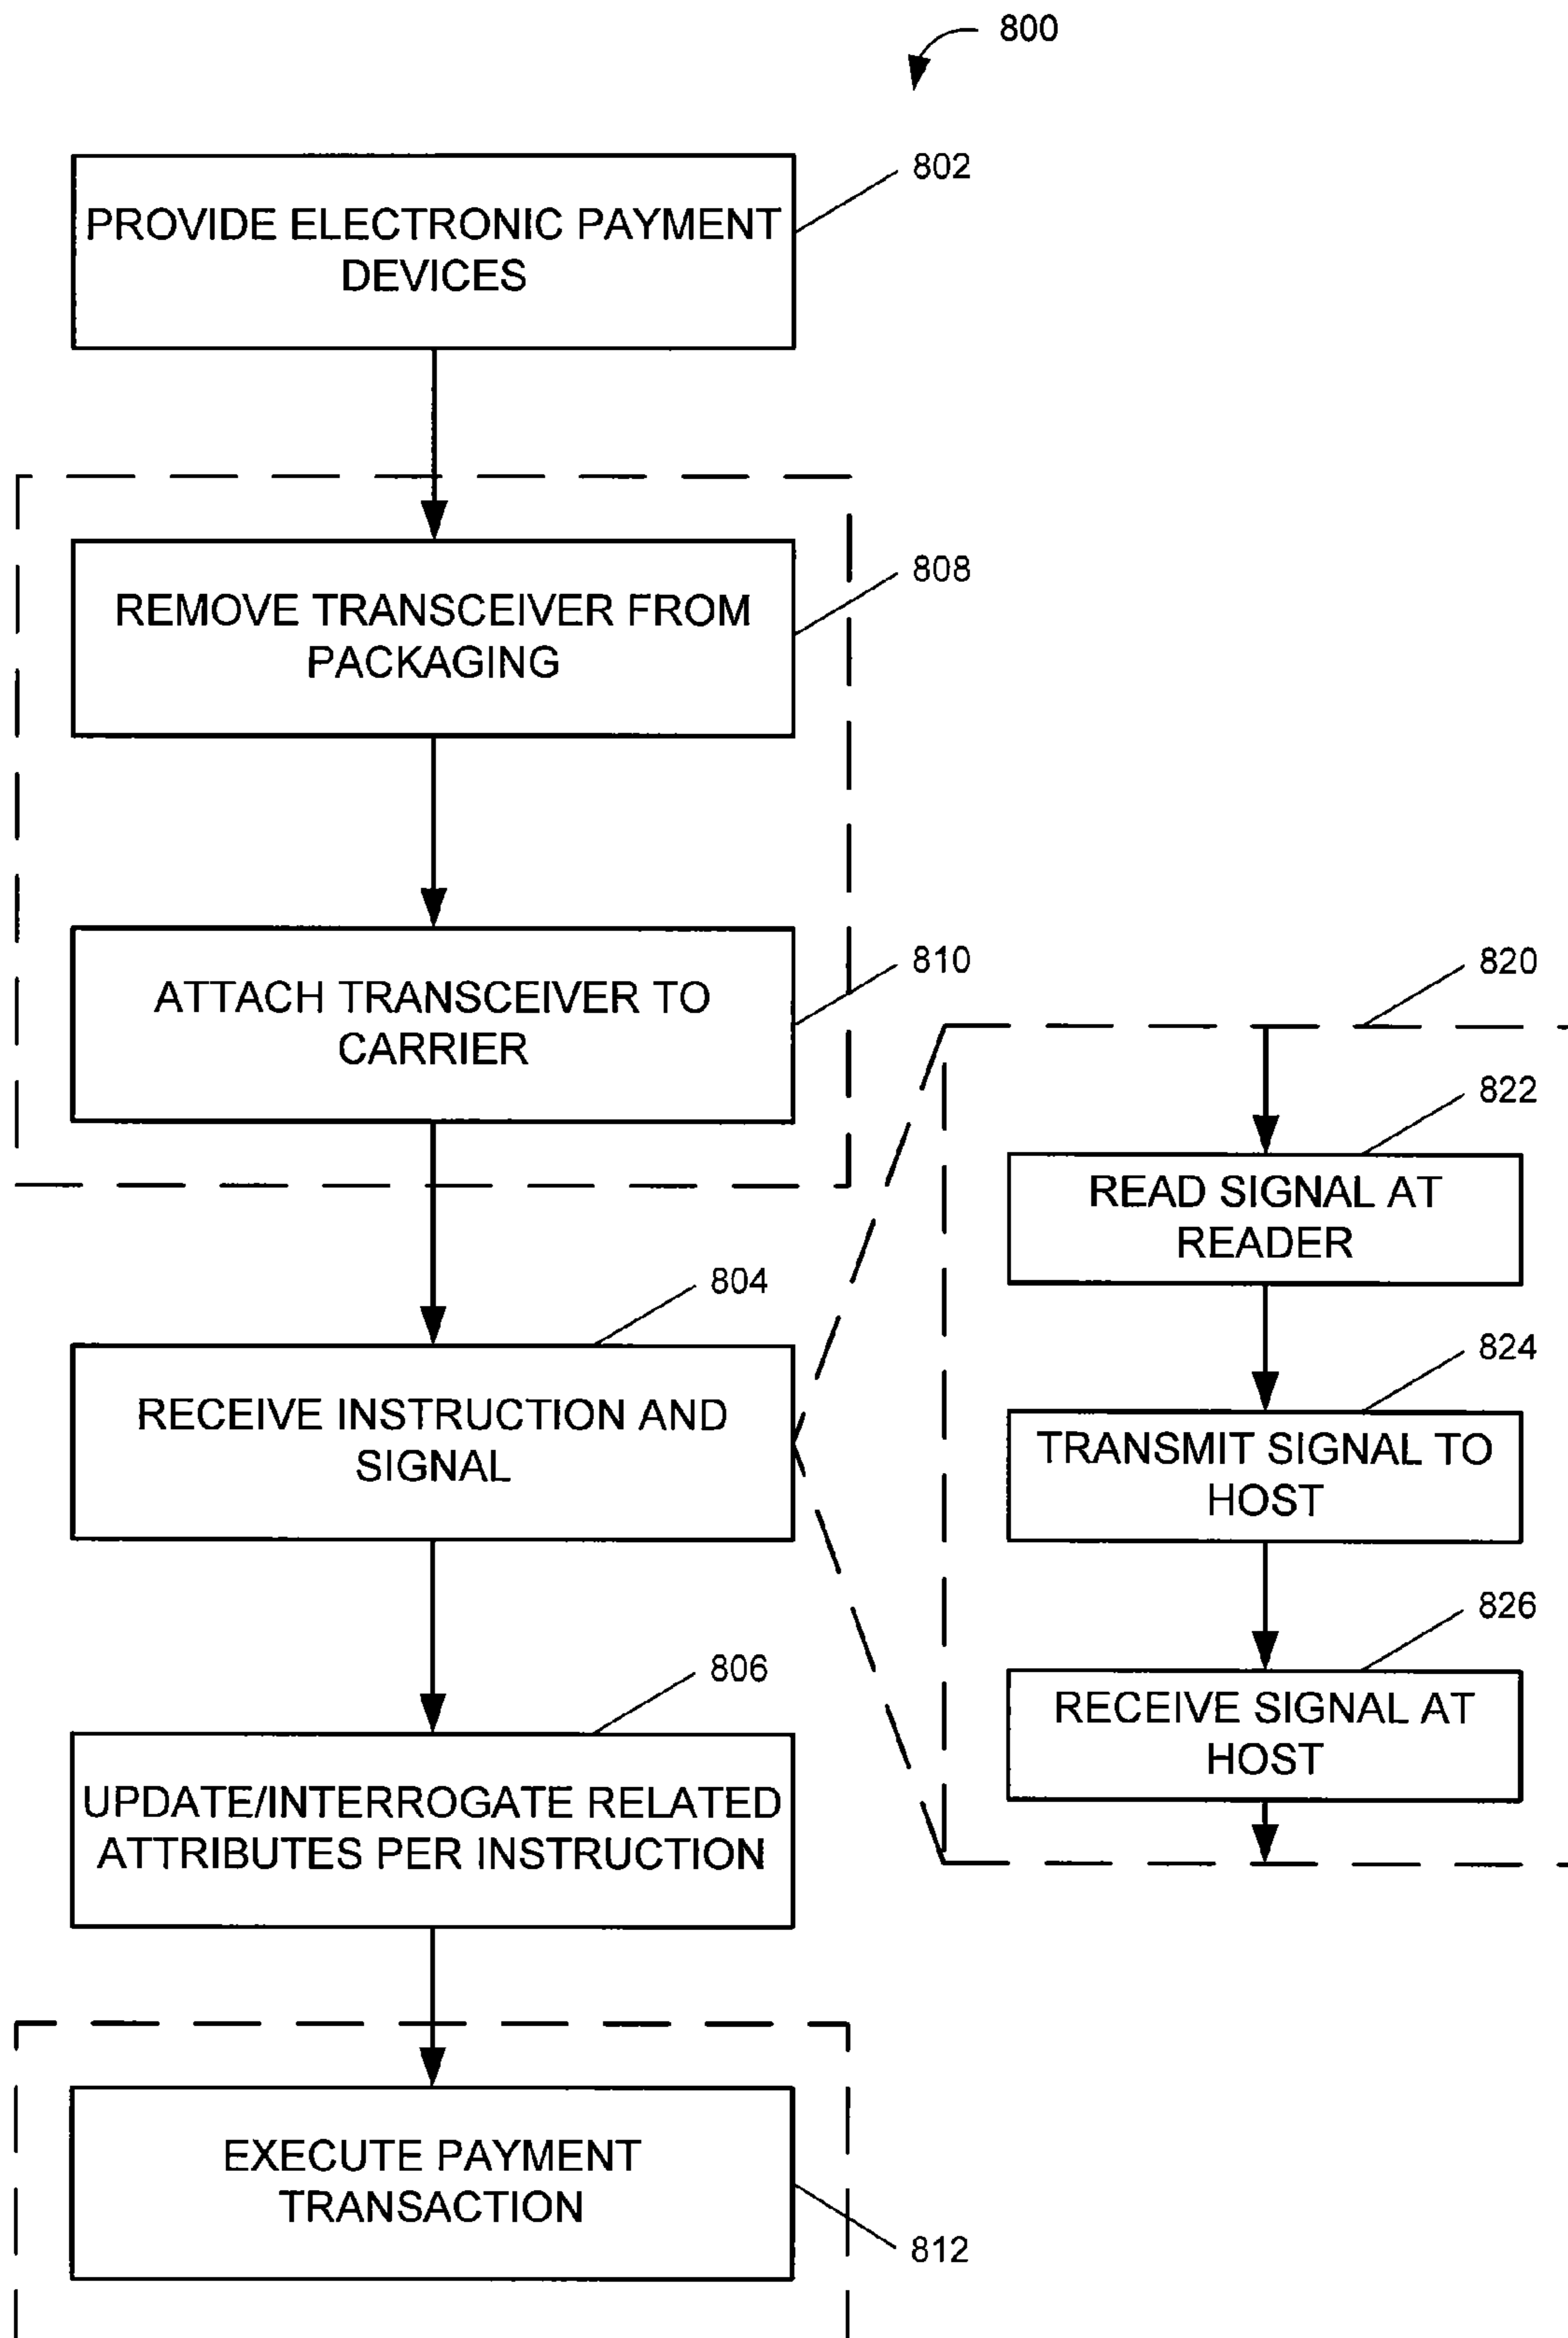 800
802
PROVIDE ELECTRONIC PAYMENT
DEVICES
808
REMOVE TRANSCEIVER FROM
PACKAGING
810
ATTACH TRANSCEIVER TO
CARRIER
804
RECEIVE INSTRUCTION AND
SIGNAL
806
UPDATE/INTERROGATE RELATED
ATTRIBUTES PER INSTRUCTION
EXECUTE PAYMENT
TRANSACTION
812
820
822
READ SIGNAL AT
READER
824
TRANSMIT SIGNAL TO
HOST
826
RECEIVE SIGNAL AT
HOST